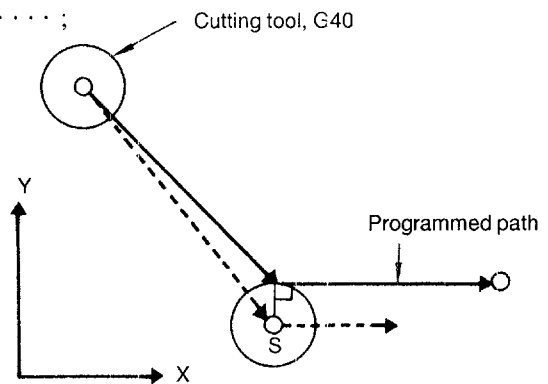 · · · · · ;
Cutting tool, G40
Y
Programmed path
S
X